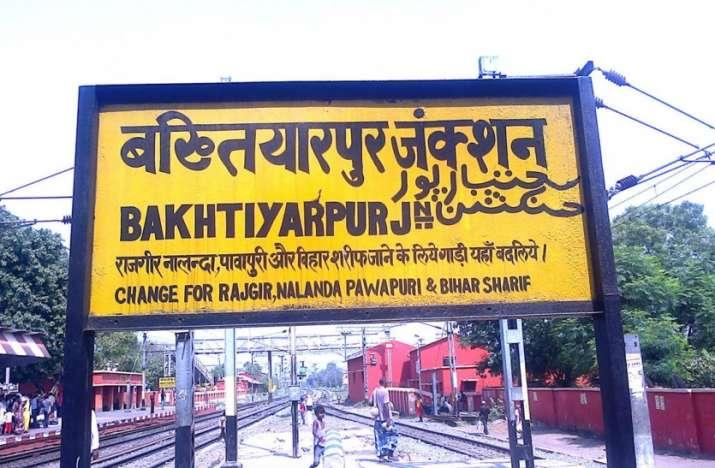 बख्तियारपुर जंक्शन
بختیارپور جنکشن
BAKHTIYARPUR JN
राजगीर नालन्दा, पावापुरी और बिहार शरीफ जाने के लिये गाड़ी यहाँ बदलिये।
CHANGE FOR RAJGIR, NALANDA PAWAPURI & BIHAR SHARIF